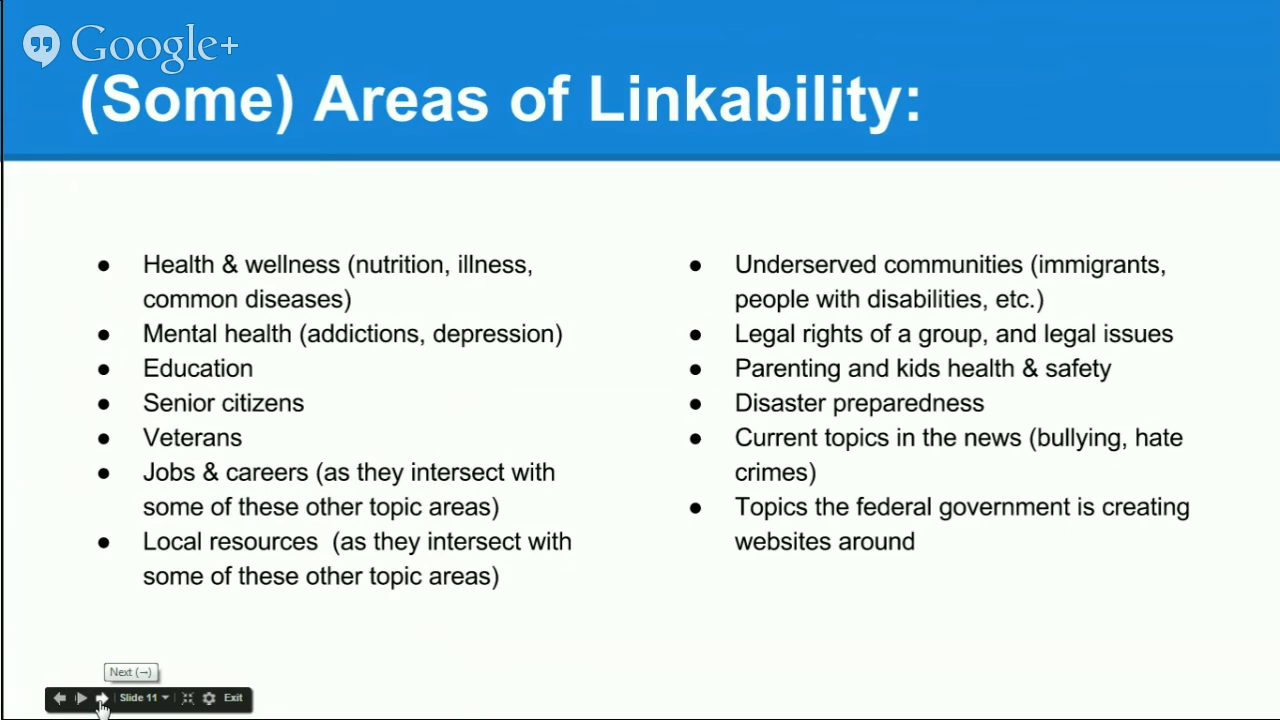 Google+
(Some) Areas of Linkability:
● Health & wellness (nutrition, illness,
common diseases)
● Mental health (addictions, depression)
● Education
● Senior citizens
● Veterans
● Jobs & careers (as they intersect with
some of these other topic areas)
● Local resources (as they intersect with
some of these other topic areas)
● Underserved communities (immigrants,
people with disabilities, etc.)
● Legal rights of a group, and legal issues
● Parenting and kids health & safety
● Disaster preparedness
● Current topics in the news (bullying, hate
crimes)
● Topics the federal government is creating
websites around
Next (→)
Slide 11 Exit